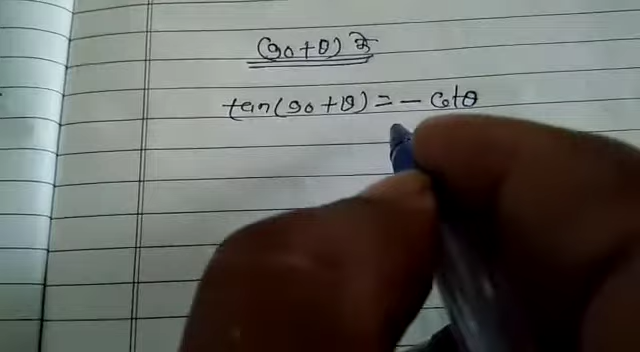 (90+θ) से
tan(90+θ) = - cotθ